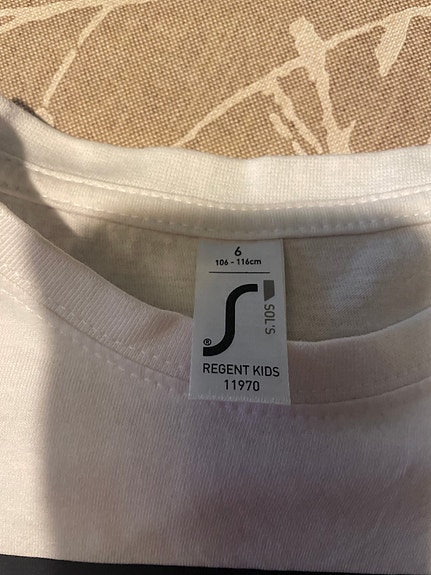 6
106 - 116cm
SOL'S
®
REGENT KIDS
11970